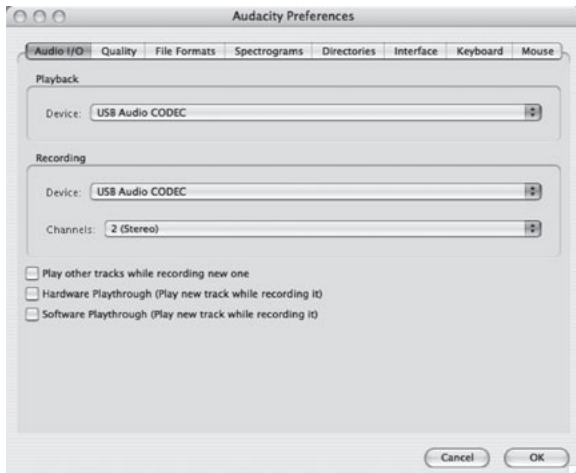 Audacity Preferences
Audio I/O Quality File Formats Spectrograms Directories Interface Keyboard Mouse
Playback
Device: USB Audio CODEC
Recording
Device: USB Audio CODEC
Channels: 2 (Stereo)
Play other tracks while recording new one
Hardware Playthrough (Play new track while recording it)
Software Playthrough (Play new track while recording it)
Cancel OK